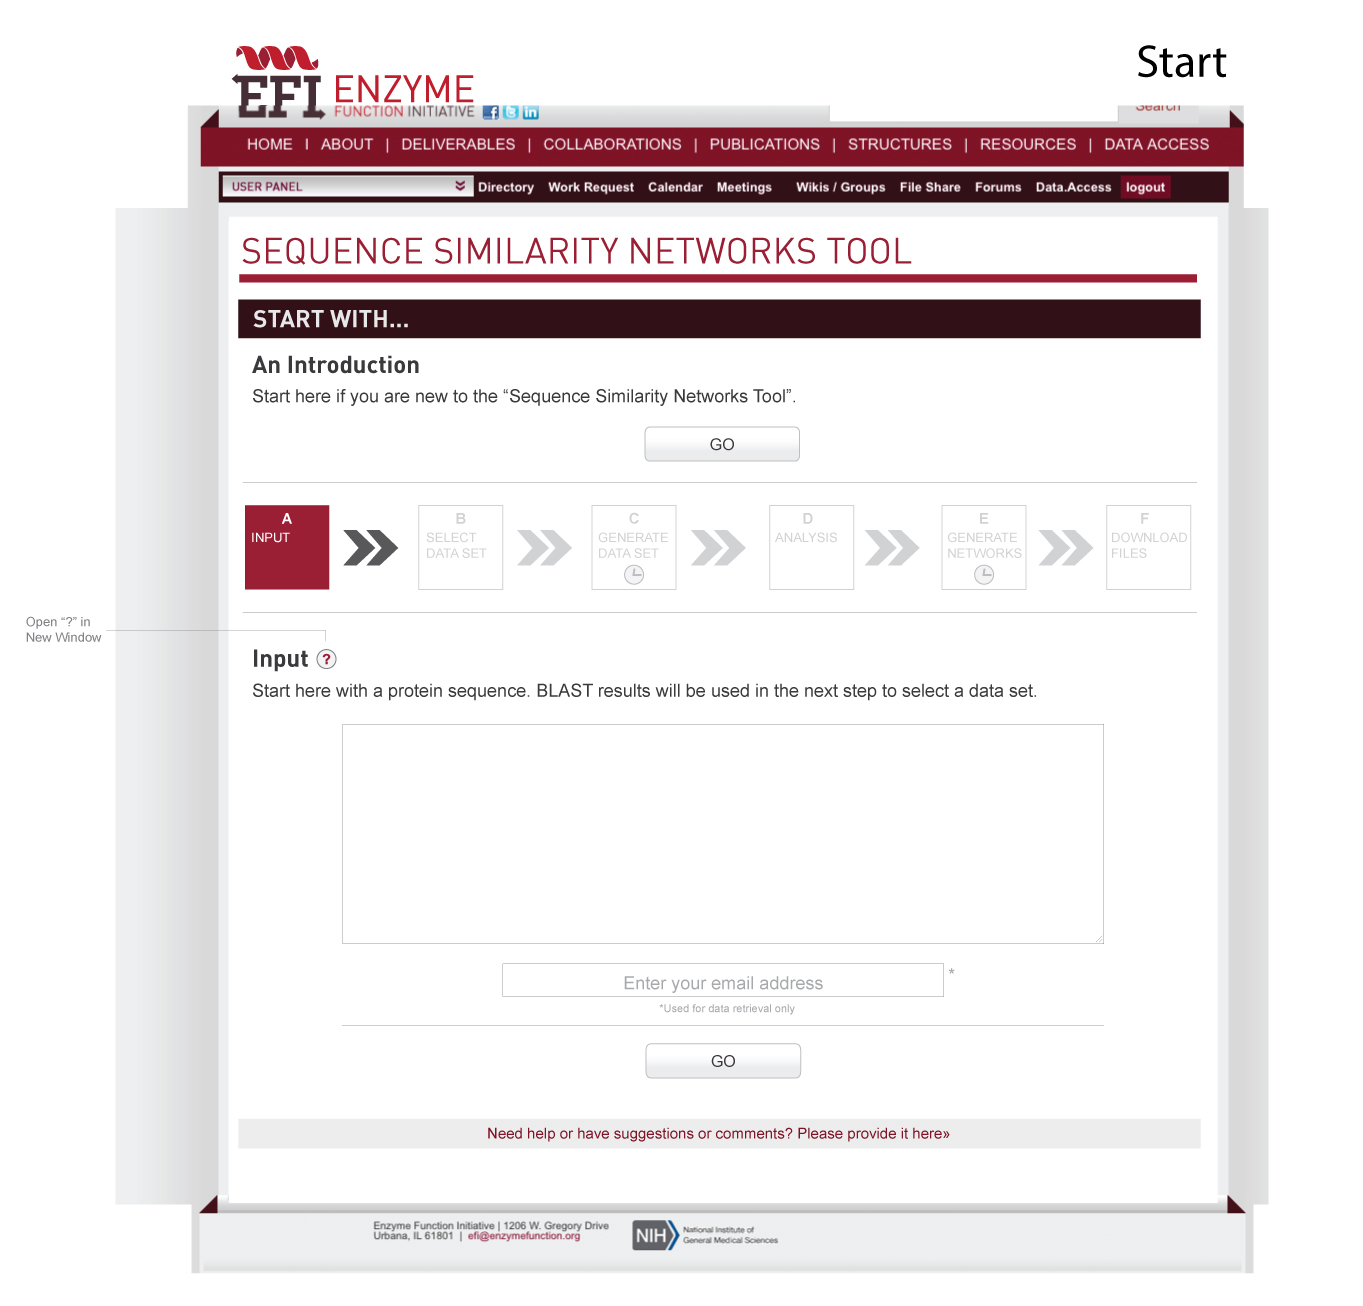 Start
EFI ENZYME
FUNCTION INITIATIVE
Search
HOME | ABOUT | DELIVERABLES | COLLABORATIONS | PUBLICATIONS | STRUCTURES | RESOURCES | DATA ACCESS
USER PANEL Directory Work Request Calendar Meetings Wikis / Groups File Share Forums Data.Access logout
SEQUENCE SIMILARITY NETWORKS TOOL
START WITH...
An Introduction
Start here if you are new to the “Sequence Similarity Networks Tool”.
GO
A
INPUT
B
SELECT
DATA SET
C
GENERATE
DATA SET
D
ANALYSIS
E
GENERATE
NETWORKS
F
DOWNLOAD
FILES
Open “?” in
New Window
Input ?
Start here with a protein sequence. BLAST results will be used in the next step to select a data set.
Enter your email address *
*Used for data retrieval only
GO
Need help or have suggestions or comments? Please provide it here»
Enzyme Function Initiative | 1206 W. Gregory Drive
Urbana, IL 61801 | efi@enzymefunction.org
NIH National Institute of
General Medical Sciences